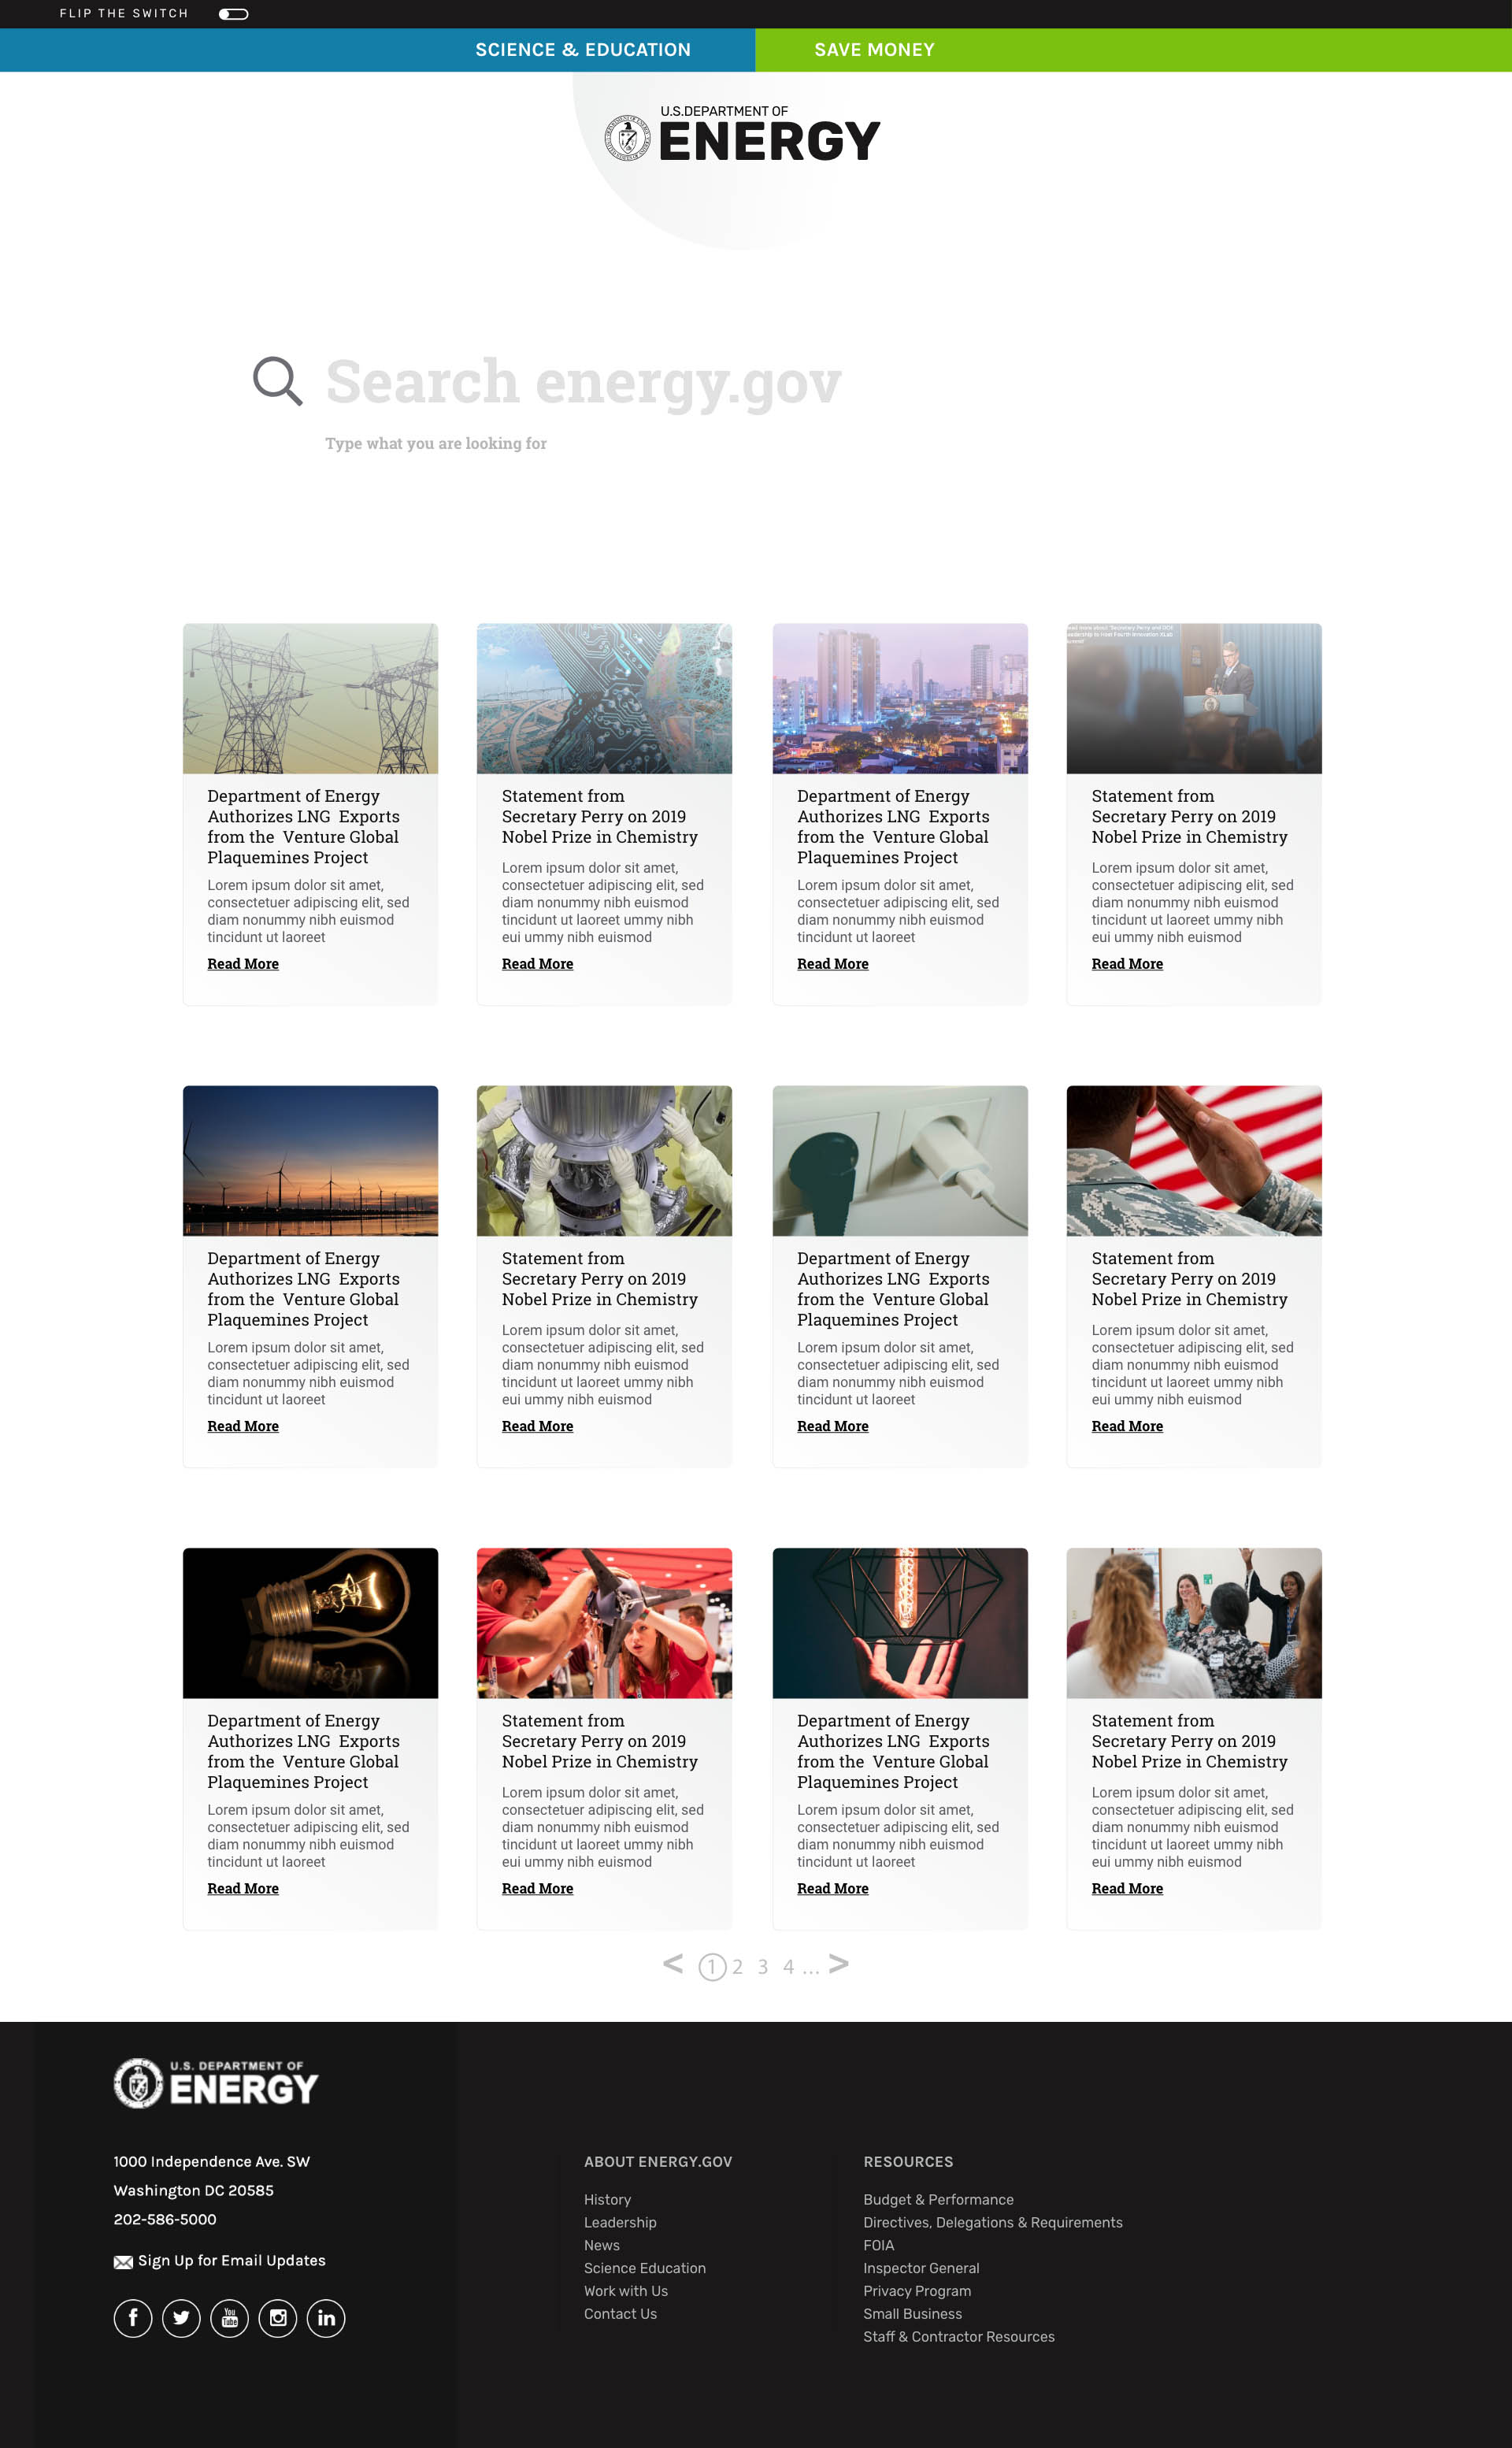 FLIP THE SWITCH
SCIENCE & EDUCATION
SAVE MONEY
U.S.DEPARTMENT OF
ENERGY
Search energy.gov
Type what you are looking for
Department of Energy
Authorizes LNG Exports
from the Venture Global
Plaquemines Project
Lorem ipsum dolor sit amet,
consectetuer adipiscing elit, sed
diam nonummy nibh euismod
tincidunt ut laoreet
Read More
Statement from
Secretary Perry on 2019
Nobel Prize in Chemistry
Lorem ipsum dolor sit amet,
consectetuer adipiscing elit, sed
diam nonummy nibh euismod
tincidunt ut laoreet ummy nibh
eui ummy nibh euismod
Read More
Department of Energy
Authorizes LNG Exports
from the Venture Global
Plaquemines Project
Lorem ipsum dolor sit amet,
consectetuer adipiscing elit, sed
diam nonummy nibh euismod
tincidunt ut laoreet
Read More
Statement from
Secretary Perry on 2019
Nobel Prize in Chemistry
Lorem ipsum dolor sit amet,
consectetuer adipiscing elit, sed
diam nonummy nibh euismod
tincidunt ut laoreet ummy nibh
eui ummy nibh euismod
Read More
Department of Energy
Authorizes LNG Exports
from the Venture Global
Plaquemines Project
Lorem ipsum dolor sit amet,
consectetuer adipiscing elit, sed
diam nonummy nibh euismod
tincidunt ut laoreet
Read More
Statement from
Secretary Perry on 2019
Nobel Prize in Chemistry
Lorem ipsum dolor sit amet,
consectetuer adipiscing elit, sed
diam nonummy nibh euismod
tincidunt ut laoreet ummy nibh
eui ummy nibh euismod
Read More
Department of Energy
Authorizes LNG Exports
from the Venture Global
Plaquemines Project
Lorem ipsum dolor sit amet,
consectetuer adipiscing elit, sed
diam nonummy nibh euismod
tincidunt ut laoreet
Read More
Statement from
Secretary Perry on 2019
Nobel Prize in Chemistry
Lorem ipsum dolor sit amet,
consectetuer adipiscing elit, sed
diam nonummy nibh euismod
tincidunt ut laoreet ummy nibh
eui ummy nibh euismod
Read More
Department of Energy
Authorizes LNG Exports
from the Venture Global
Plaquemines Project
Lorem ipsum dolor sit amet,
consectetuer adipiscing elit, sed
diam nonummy nibh euismod
tincidunt ut laoreet
Read More
Statement from
Secretary Perry on 2019
Nobel Prize in Chemistry
Lorem ipsum dolor sit amet,
consectetuer adipiscing elit, sed
diam nonummy nibh euismod
tincidunt ut laoreet ummy nibh
eui ummy nibh euismod
Read More
Department of Energy
Authorizes LNG Exports
from the Venture Global
Plaquemines Project
Lorem ipsum dolor sit amet,
consectetuer adipiscing elit, sed
diam nonummy nibh euismod
tincidunt ut laoreet
Read More
Statement from
Secretary Perry on 2019
Nobel Prize in Chemistry
Lorem ipsum dolor sit amet,
consectetuer adipiscing elit, sed
diam nonummy nibh euismod
tincidunt ut laoreet ummy nibh
eui ummy nibh euismod
Read More
< 1 2 3 4 ... >
U.S. DEPARTMENT OF
ENERGY
1000 Independence Ave. SW
Washington DC 20585
202-586-5000
Sign Up for Email Updates
f You Tube in
ABOUT ENERGY.GOV
History
Leadership
News
Science Education
Work with Us
Contact Us
RESOURCES
Budget & Performance
Directives, Delegations & Requirements
FOIA
Inspector General
Privacy Program
Small Business
Staff & Contractor Resources